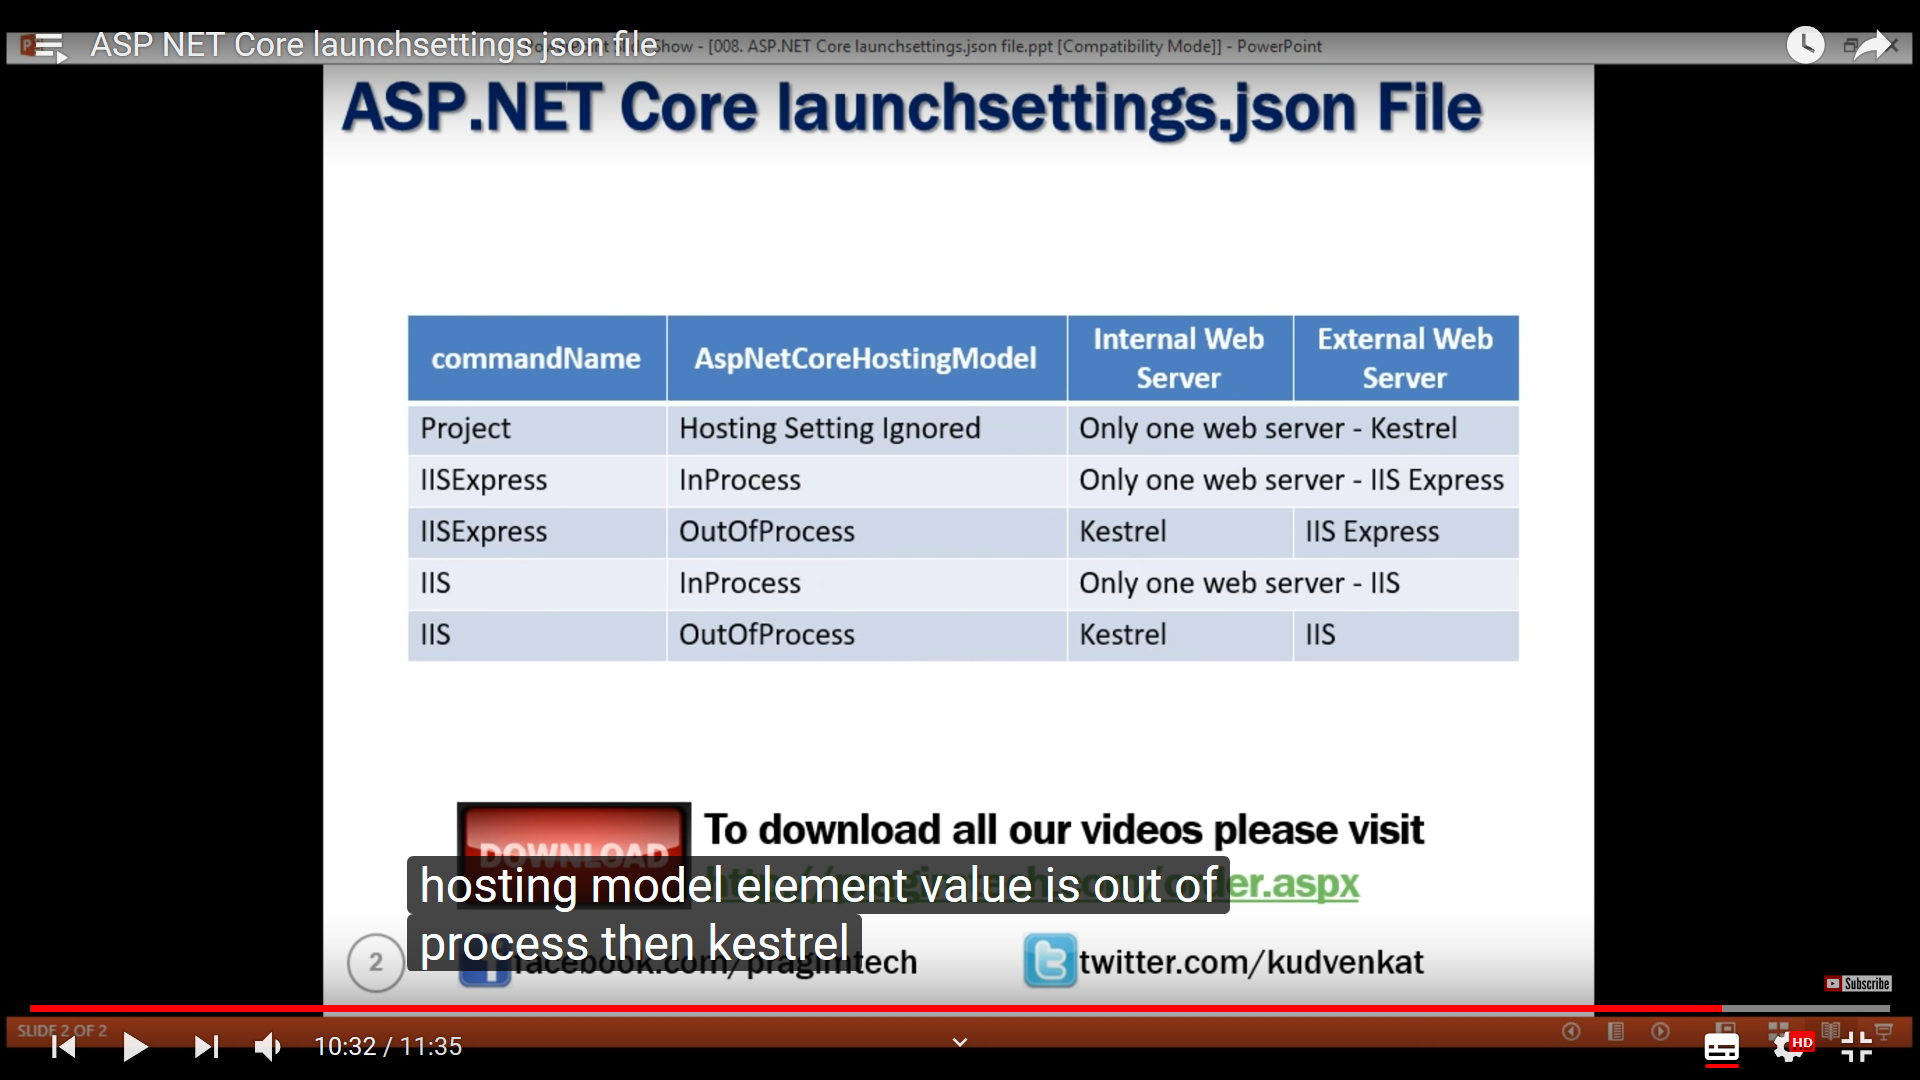 ASP NET Core launchsettings json file
Show - [008. ASP.NET Core launchsettings.json file.ppt [Compatibility Mode]] - PowerPoint
ASP.NET Core launchsettings.json File
commandName AspNetCoreHostingModel Internal Web Server External Web Server
Project Hosting Setting Ignored Only one web server - Kestrel
IISExpress InProcess Only one web server - IIS Express
IISExpress OutOfProcess Kestrel IIS Express
IIS InProcess Only one web server - IIS
IIS OutOfProcess Kestrel IIS
DOWNLOAD
To download all our videos please visit
er.aspx
hosting model element value is out of
process then kestrel
2
facebook.com/pragimtech
twitter.com/kudvenkat
Subscribe
SLIDE 2 OF 2
10:32 / 11:35
HD